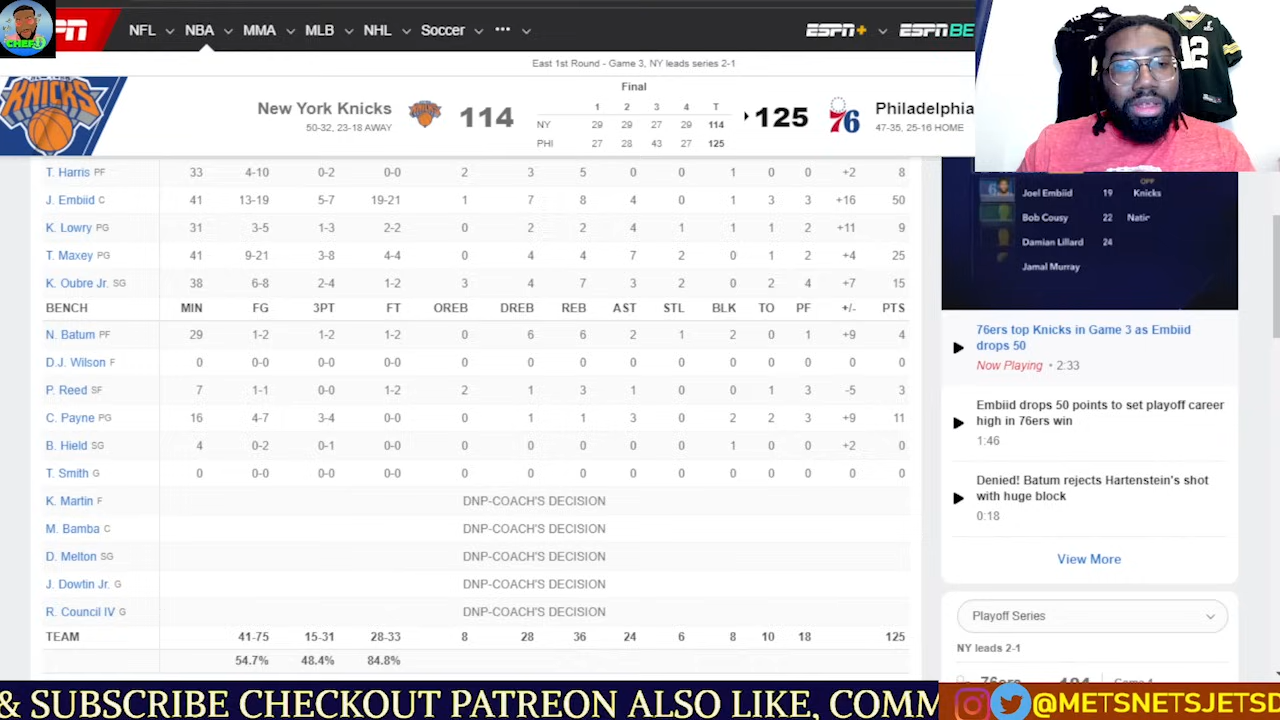 CHEF
NFL NBA MMA MLB NHL Soccer ••• ESPN+ ESPN BE
East 1st Round - Game 3, NY leads series 2-1
KNICKS
New York Knicks 114 Final 125 76 Philadelphia
50-32, 23-18 AWAY 47-35, 25-16 HOME
1 2 3 4 T
NY 29 29 27 29 114
PHI 27 28 43 27 125
12
T. Harris PF 33 4-10 0-2 0-0 2 3 5 0 0 1 0 0 +2 8
J. Embiid C 41 13-19 5-7 19-21 1 7 8 4 0 1 3 3 +16 50
K. Lowry PG 31 3-5 1-3 2-2 0 2 2 4 1 1 1 2 +11 9
T. Maxey PG 41 9-21 3-8 4-4 0 4 4 7 2 0 1 2 +4 25
K. Oubre Jr. SG 38 6-8 2-4 1-2 3 4 7 3 2 0 2 4 +7 15
BENCH MIN FG 3PT FT OREB DREB REB AST STL BLK TO PF +/- PTS
N. Batum PF 29 1-2 1-2 1-2 0 6 6 2 1 2 0 1 +9 4
D.J. Wilson F 0 0-0 0-0 0-0 0 0 0 0 0 0 0 0 0 0
P. Reed SF 7 1-1 0-0 1-2 2 1 3 1 0 0 1 3 -5 3
C. Payne PG 16 4-7 3-4 0-0 0 1 1 3 0 2 2 3 +9 11
B. Hield SG 4 0-2 0-1 0-0 0 0 0 0 0 1 0 0 +2 0
T. Smith G 0 0-0 0-0 0-0 0 0 0 0 0 0 0 0 0 0
K. Martin F DNP-COACH'S DECISION
M. Bamba C DNP-COACH'S DECISION
D. Melton SG DNP-COACH'S DECISION
J. Dowtin Jr. G DNP-COACH'S DECISION
R. Council IV G DNP-COACH'S DECISION
TEAM 41-75 15-31 28-33 8 28 36 24 6 8 10 18 125
54.7% 48.4% 84.8%
OFF
Joel Embiid 19 Knicks
Bob Cousy 22 Natir
Damian Lillard 24
Jamal Murray
76ers top Knicks in Game 3 as Embiid
drops 50
Now Playing • 2:33
Embiid drops 50 points to set playoff career
high in 76ers win
1:46
Denied! Batum rejects Hartenstein's shot
with huge block
0:18
View More
Playoff Series
NY leads 2-1
& SUBSCRIBE CHECKOUT PATREON ALSO LIKE, COMM
@METSNETSJETSD